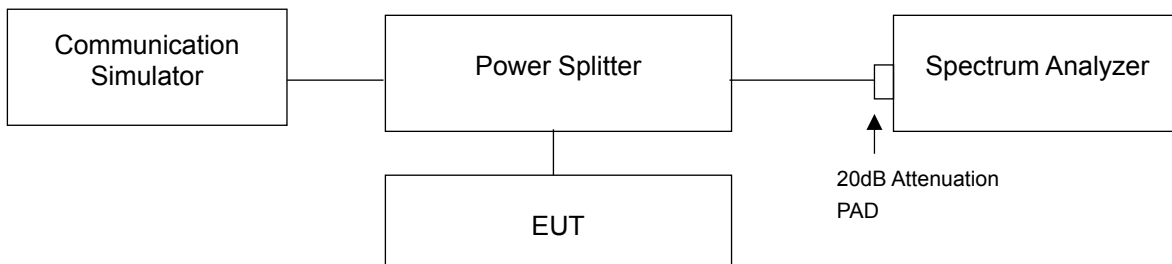 Communication
Simulator
Power Splitter
Spectrum Analyzer
20dB Attenuation
PAD
EUT